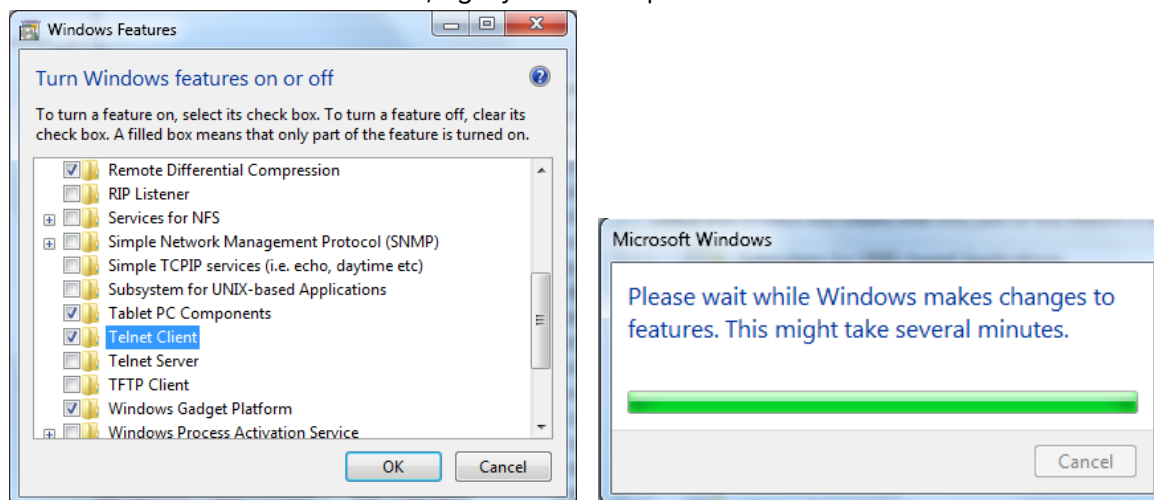 Windows Features
Turn Windows features on or off
To turn a feature on, select its check box. To turn a feature off, clear its
check box. A filled box means that only part of the feature is turned on.
Remote Differential Compression
RIP Listener
Services for NFS
Simple Network Management Protocol (SNMP)
Simple TCPIP services (i.e. echo, daytime etc)
Subsystem for UNIX-based Applications
Tablet PC Components
Telnet Client
Telnet Server
TFTP Client
Windows Gadget Platform
Windows Process Activation Service
OK Cancel
Microsoft Windows
Please wait while Windows makes changes to
features. This might take several minutes.
Cancel